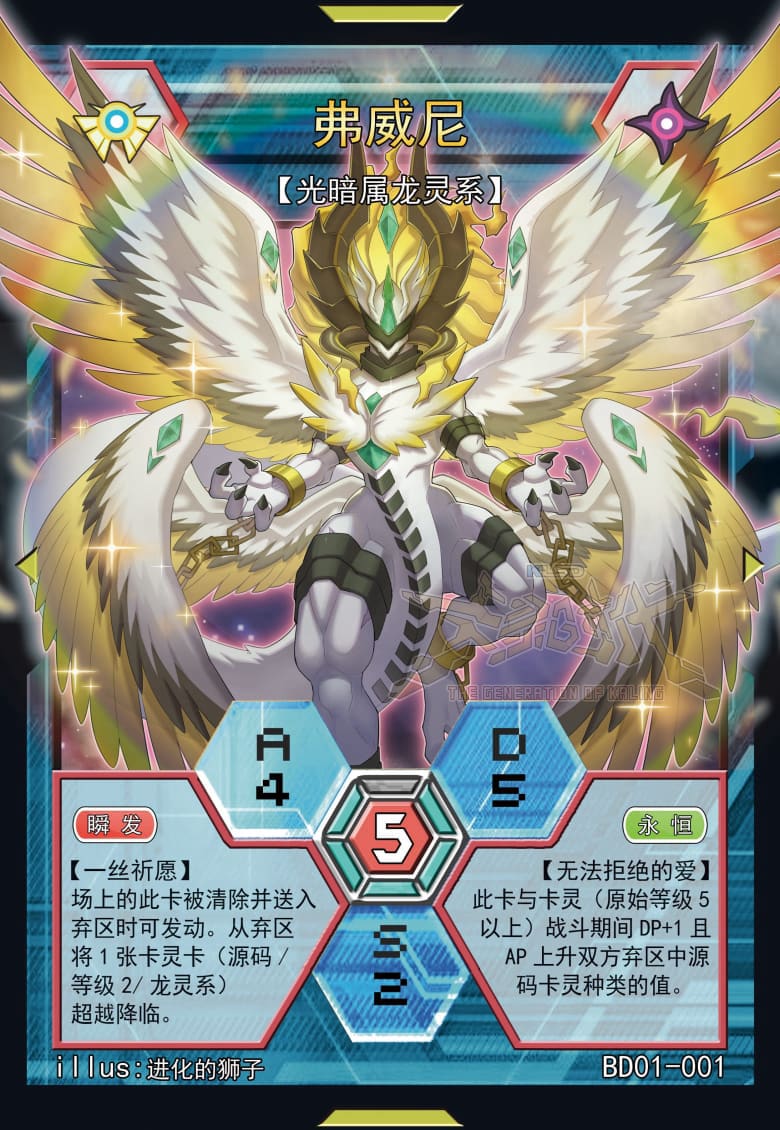 弗威尼
【光暗属龙灵系】
THE GENERATION OF KALING
A
4
D
5
5
S
2
瞬发
【一丝祈愿】
场上的此卡被清除并送入
弃区时可发动。从弃区
将1张卡灵卡（源码/
等级2/龙灵系）
超越降临。
永恒
【无法拒绝的爱】
此卡与卡灵（原始等级5
以上）战斗期间DP+1且
AP上升双方弃区中源
码卡灵种类的值。
illus:进化的狮子
BD01-001